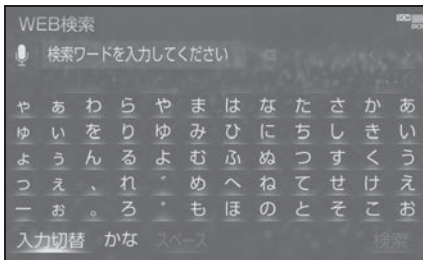 WEB検索
検索ワードを入力してください
ゃ ぁ わ ら や ま は な た さ か あ
ゅ ぃ を り ゆ み ひ に ち し き い
ょ ぅ ん る よ む ふ ぬ つ す く う
っ ぇ 、 れ ゛ め へ ね て せ け え
ー ぉ 。 ろ ゜ も ほ の と そ こ お
入力切替 かな スペース 検索